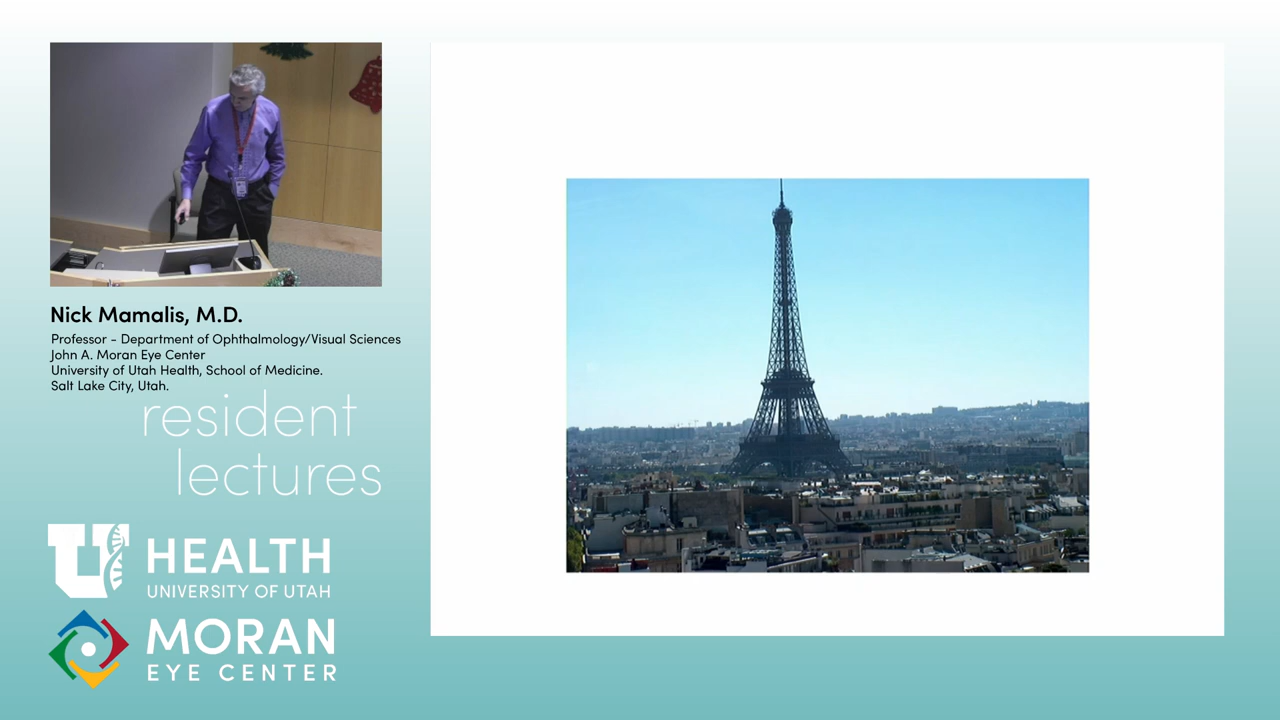 Nick Mamalis, M.D.
Professor - Department of Ophthalmology/Visual Sciences
John A. Moran Eye Center
University of Utah Health, School of Medicine.
Salt Lake City, Utah.
resident
lectures
U HEALTH
UNIVERSITY OF UTAH
MORAN
EYE CENTER